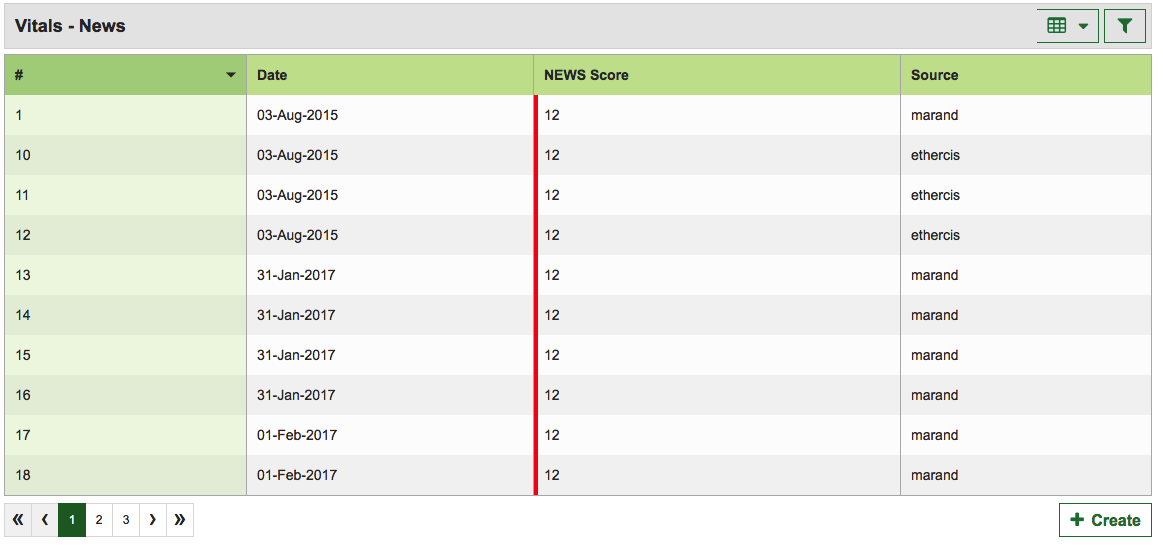 Vitals - News
# Date NEWS Score Source
1 03-Aug-2015 12 marand
10 03-Aug-2015 12 ethercis
11 03-Aug-2015 12 ethercis
12 03-Aug-2015 12 ethercis
13 31-Jan-2017 12 marand
14 31-Jan-2017 12 marand
15 31-Jan-2017 12 marand
16 31-Jan-2017 12 marand
17 01-Feb-2017 12 marand
18 01-Feb-2017 12 marand
« ‹ 1 2 3 › » + Create